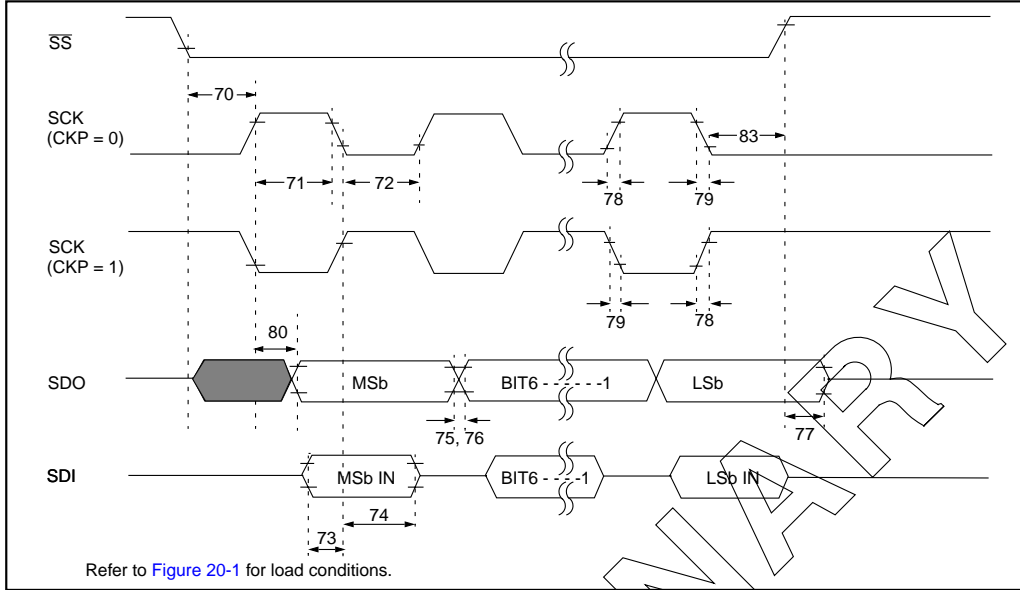 SS
70
SCK
(CKP = 0)
83
71
72
78
79
SCK
(CKP = 1)
79
78
80
SDO
MSb
BIT6 - - - - - -1
LSb
75, 76
77
SDI
MSb IN
BIT6 - - - -1
LSb IN
74
73
Refer to Figure 20-1 for load conditions.
NARY